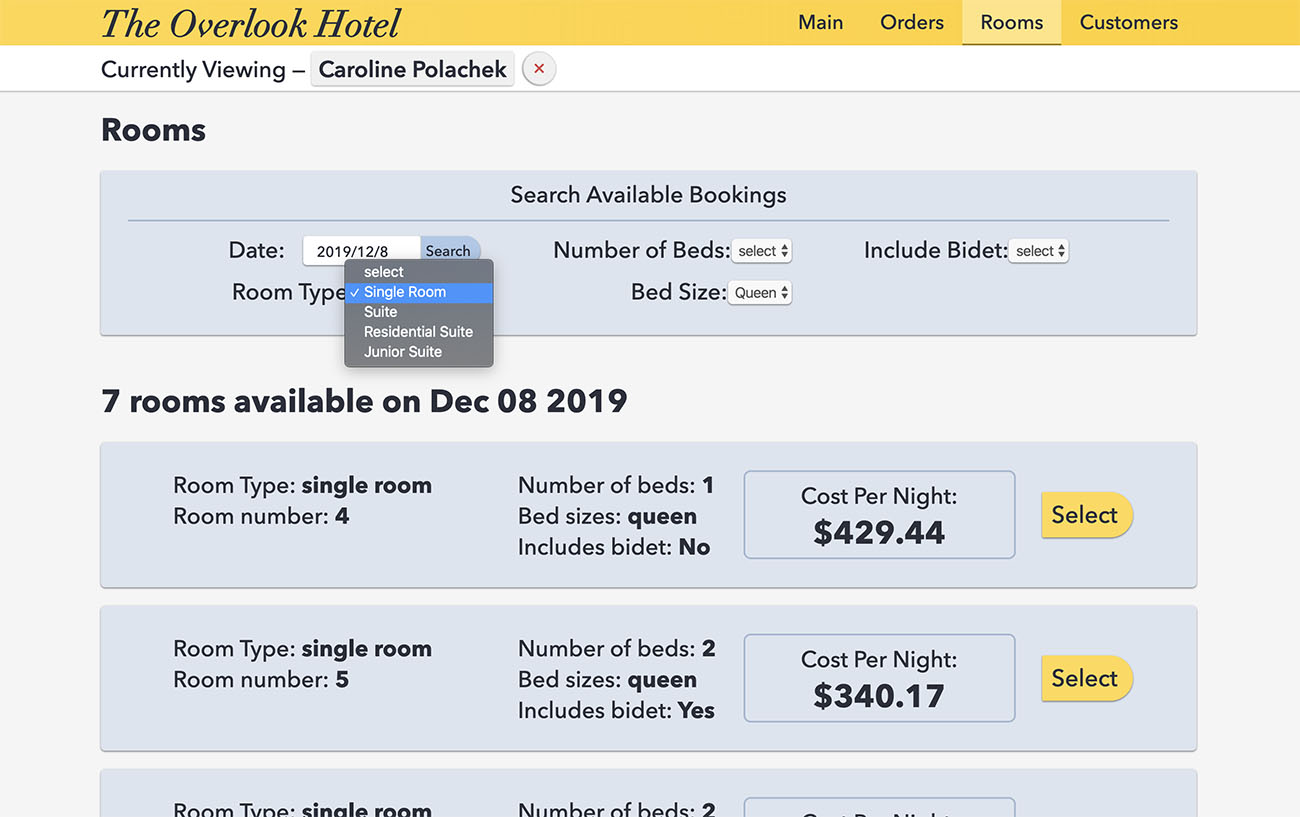 The Overlook Hotel
Main Orders Rooms Customers
Currently Viewing – Caroline Polachek ×
Rooms
Search Available Bookings
Date: 2019/12/8 Search Number of Beds: select Include Bidet: select
Room Type Bed Size: Queen
select
✓ Single Room
Suite
Residential Suite
Junior Suite
7 rooms available on Dec 08 2019
Room Type: single room
Room number: 4
Number of beds: 1
Bed sizes: queen
Includes bidet: No
Cost Per Night:
$429.44
Select
Room Type: single room
Room number: 5
Number of beds: 2
Bed sizes: queen
Includes bidet: Yes
Cost Per Night:
$340.17
Select
Room Type: single room
Number of beds: 2
Cost Per Night: